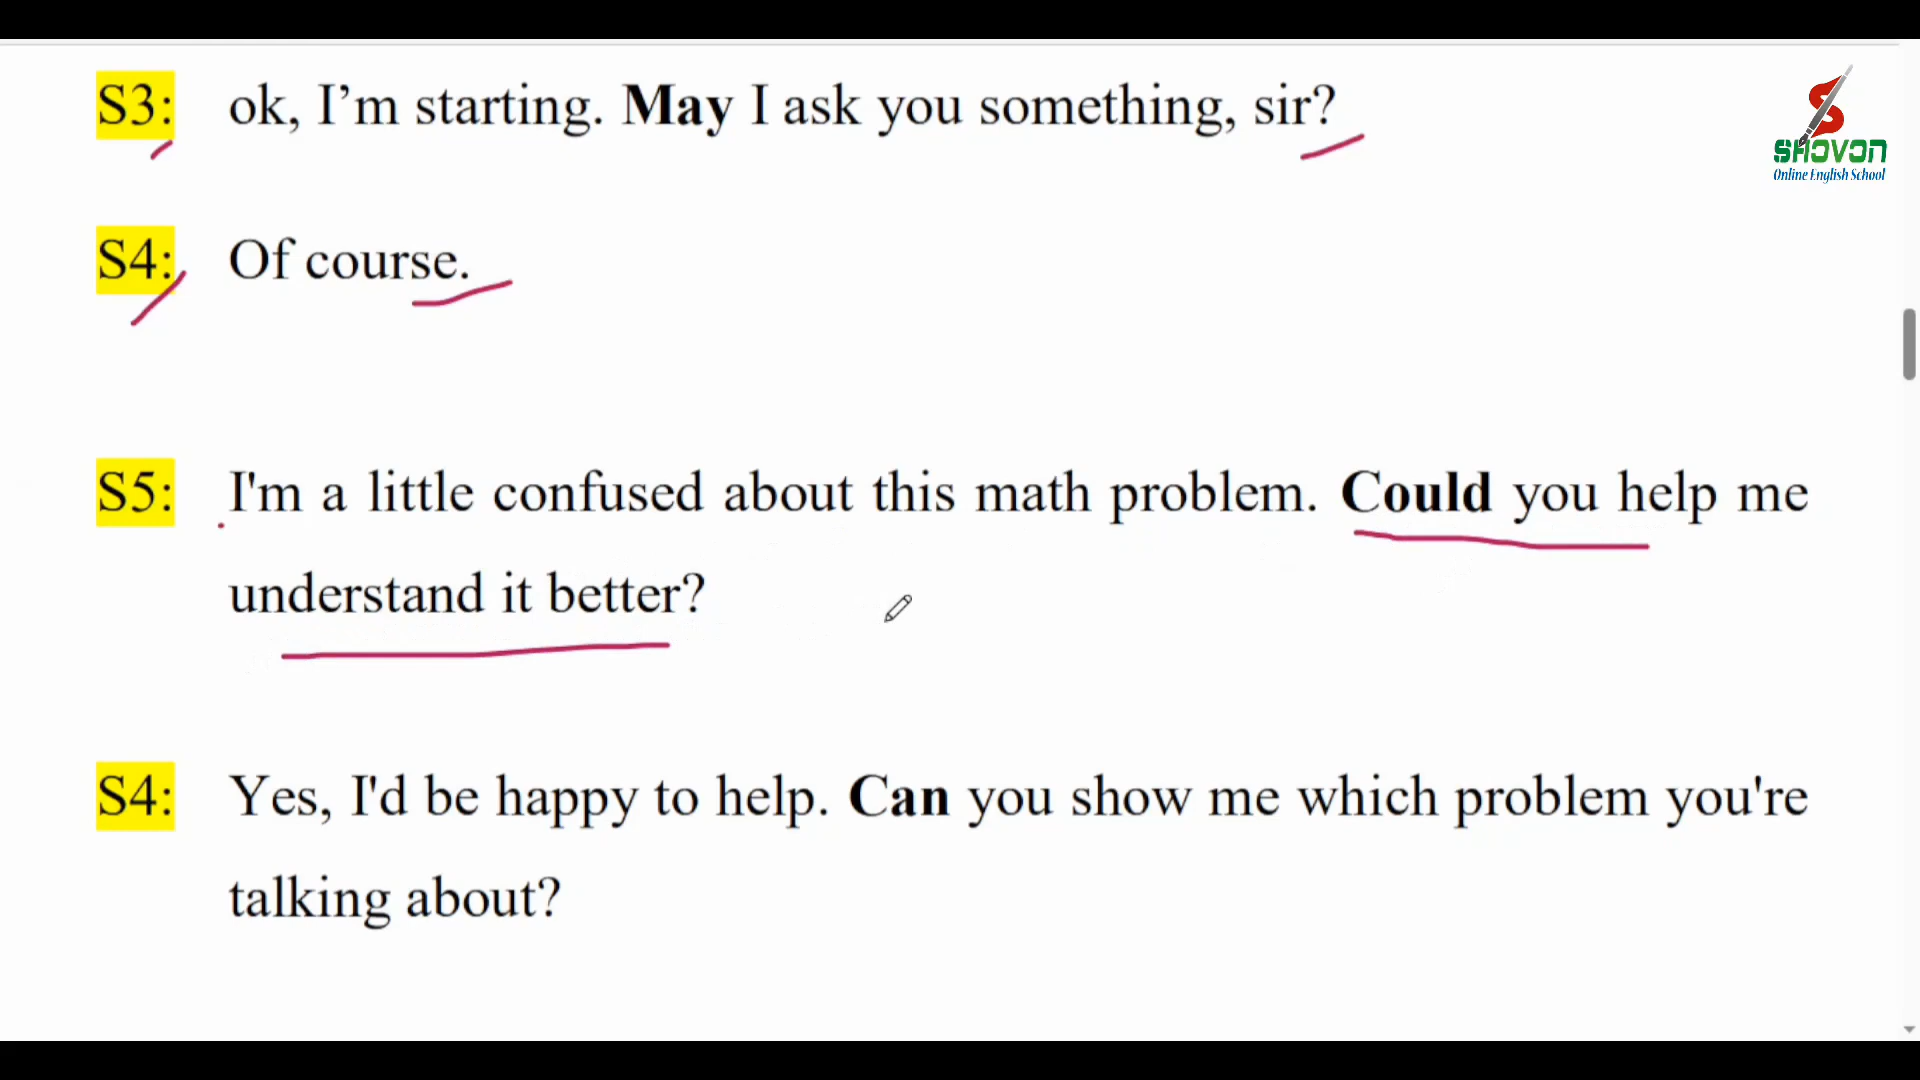 S3: ok, I’m starting. May I ask you something, sir?
SHOVON
Online English School
S4: Of course.
S5: I'm a little confused about this math problem. Could you help me
understand it better?
S4: Yes, I'd be happy to help. Can you show me which problem you're
talking about?